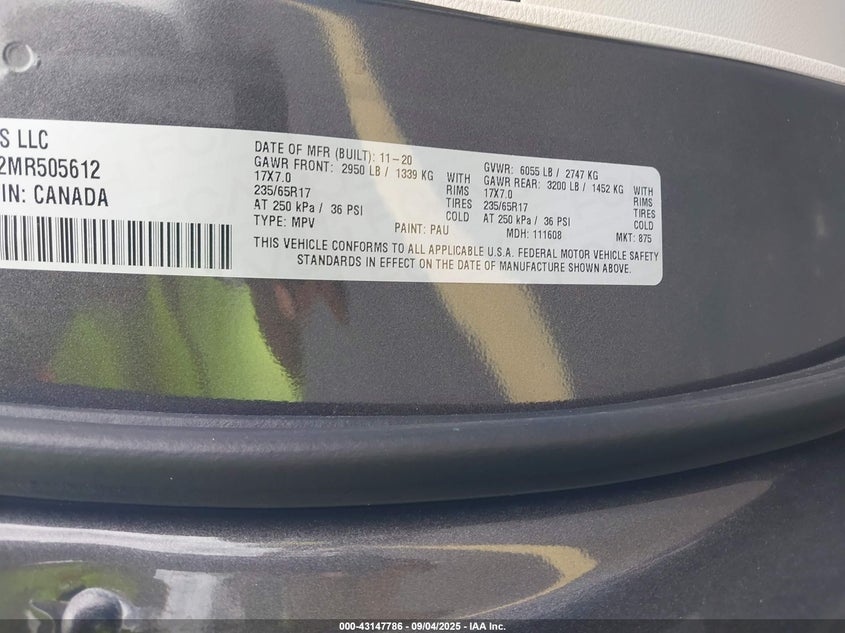 S LLC
2MR505612
IN: CANADA
DATE OF MFR (BUILT): 11-20
GVWR: 6055 LB / 2747 KG
GAWR FRONT: 2950 LB / 1339 KG WITH
GAWR REAR: 3200 LB / 1452 KG WITH
17X7.0 RIMS
17X7.0 RIMS
235/65R17 TIRES
235/65R17 TIRES
AT 250 kPa / 36 PSI COLD
AT 250 kPa / 36 PSI COLD
TYPE: MPV PAINT: PAU MDH: 111608 MKT: 875
THIS VEHICLE CONFORMS TO ALL APPLICABLE U.S.A. FEDERAL MOTOR VEHICLE SAFETY
STANDARDS IN EFFECT ON THE DATE OF MANUFACTURE SHOWN ABOVE.
000-43147786 - 09/04/2025 - IAA Inc.